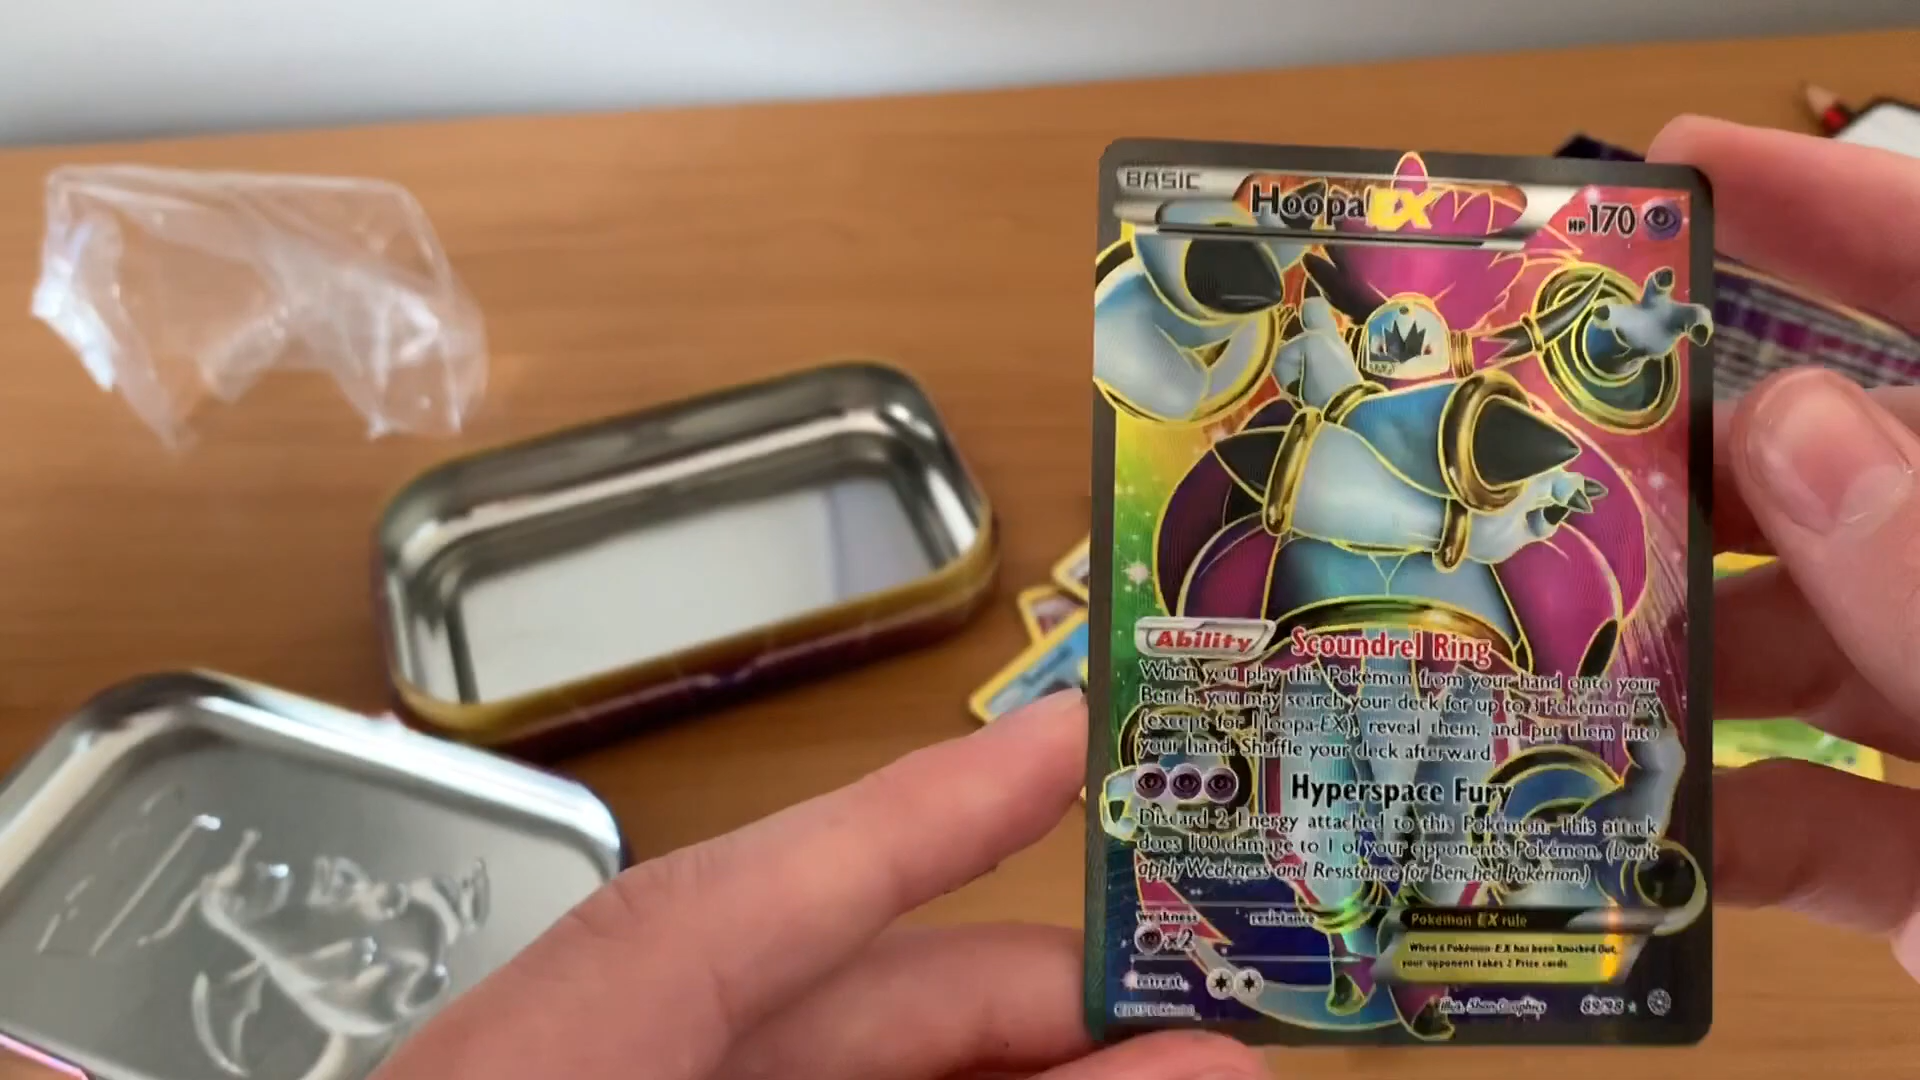 BASIC
Hoopa EX
HP 170
Ability Scoundrel Ring
When you play this Pokémon from your hand onto your
Bench, you may search your deck for up to 3 Pokémon-EX
(except for Hoopa-EX), reveal them, and put them into
your hand. Shuffle your deck afterward.
Hyperspace Fury
Discard 2 Energy attached to this Pokémon. This attack
does 100 damage to 1 of your opponent's Pokémon. (Don't
apply Weakness and Resistance for Benched Pokémon.)
weakness resistance
x2
Pokémon EX rule
When a Pokémon-EX has been Knocked Out,
your opponent takes 2 Prize cards.
retreat
Illus. Shin Graphics
89/98